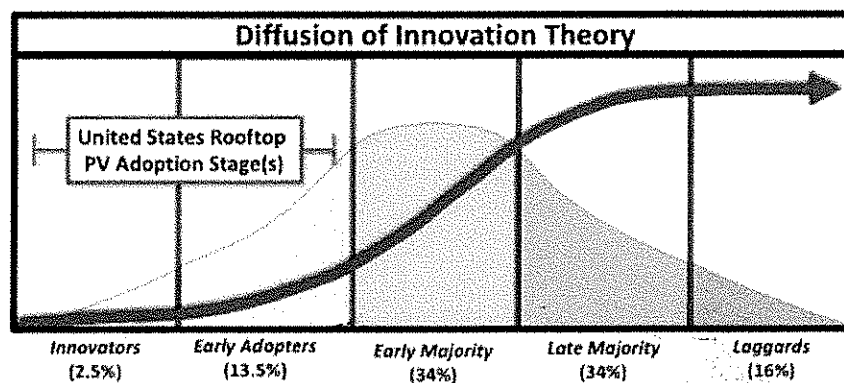 Diffusion of Innovation Theory
United States Rooftop
PV Adoption Stage(s)
Innovators
(2.5%)
Early Adopters
(13.5%)
Early Majority
(34%)
Late Majority
(34%)
Laggards
(16%)